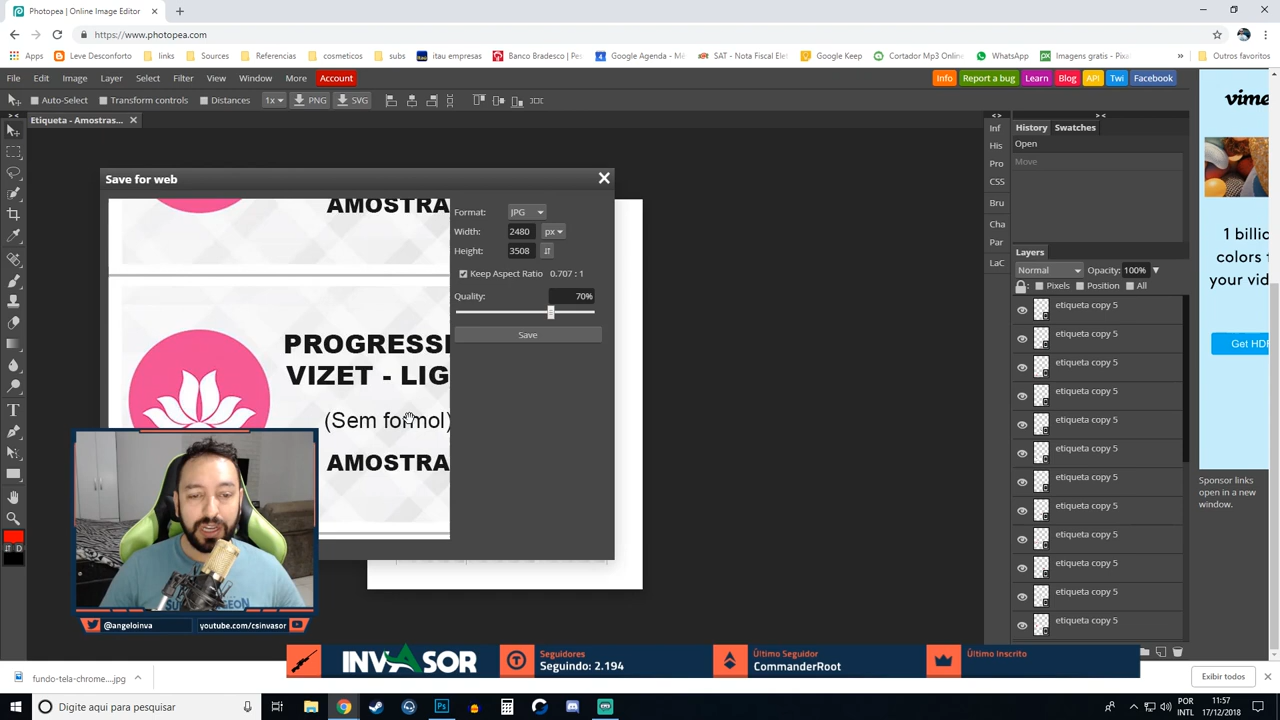 Photopea | Online Image Editor
https://www.photopea.com
Apps
Leve Desconforto
links
Sources
Referencias
cosmeticos
subs
itau empresas
Banco Bradesco | Pes
Google Agenda - M
SAT - Nota Fiscal Ele
Google Keep
Cortador Mp3 Online
WhatsApp
Imagens gratis - Pixa
Outros favoritos
File Edit Image Layer Select Filter View Window More Account
Info Report a bug Learn Blog API Twi Facebook
Auto-Select Transform controls Distances 1x PNG SVG
Etiqueta - Amostras...
Save for web
AMOSTRA
PROGRESSI
VIZET - LIG
(Sem formol)
AMOSTRA
Format: JPG
Width: 2480 px
Height: 3508
Keep Aspect Ratio 0.707 : 1
Quality: 70%
Save
Inf
His
Pro
CSS
Bru
Cha
Par
LaC
History Swatches
Open
Move
Layers
Normal Opacity: 100%
Pixels Position All
etiqueta copy 5
etiqueta copy 5
etiqueta copy 5
etiqueta copy 5
etiqueta copy 5
etiqueta copy 5
etiqueta copy 5
etiqueta copy 5
etiqueta copy 5
etiqueta copy 5
etiqueta copy 5
etiqueta copy 5
vime
1 billi
colors f
your vid
Get HDR
Sponsor links
open in a new
window.
@angeloinva
youtube.com/csinvasor
INVASOR
Seguidores
Seguindo: 2.194
Último Seguidor
CommanderRoot
Último Inscrito
fundo-tela-chrome....jpg
Exibir todos
Digite aqui para pesquisar
POR
INTL
11:57
17/12/2018